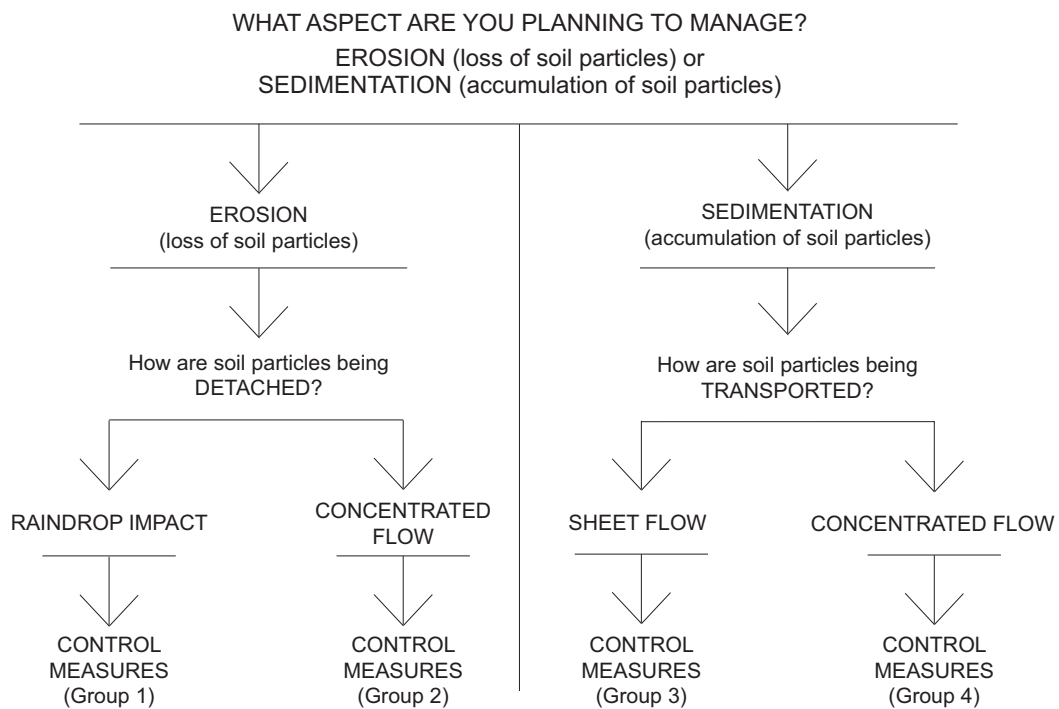 WHAT ASPECT ARE YOU PLANNING TO MANAGE?
EROSION (loss of soil particles) or
SEDIMENTATION (accumulation of soil particles)
EROSION
(loss of soil particles)
SEDIMENTATION
(accumulation of soil particles)
How are soil particles being
DETACHED?
How are soil particles being
TRANSPORTED?
RAINDROP IMPACT
CONCENTRATED
FLOW
SHEET FLOW
CONCENTRATED FLOW
CONTROL
MEASURES
(Group 1)
CONTROL
MEASURES
(Group 2)
CONTROL
MEASURES
(Group 3)
CONTROL
MEASURES
(Group 4)